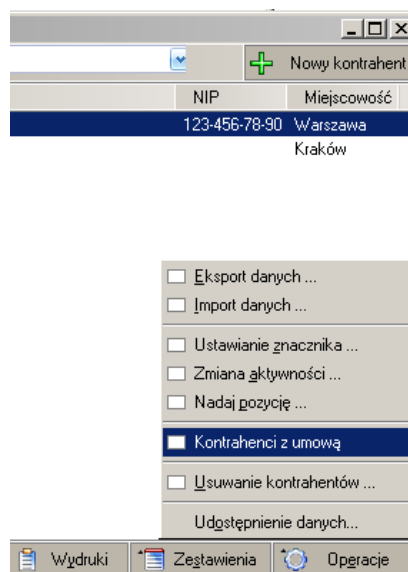 Nowy kontrahent
NIP Miejscowość
123-456-78-90 Warszawa
Kraków
Eksport danych ...
Import danych ...
Ustawianie znacznika ...
Zmiana aktywności ...
Nadaj pozycję ...
Kontrahenci z umową
Usuwanie kontrahentów ...
Udostępnienie danych...
Wydruki Zestawienia Operacje